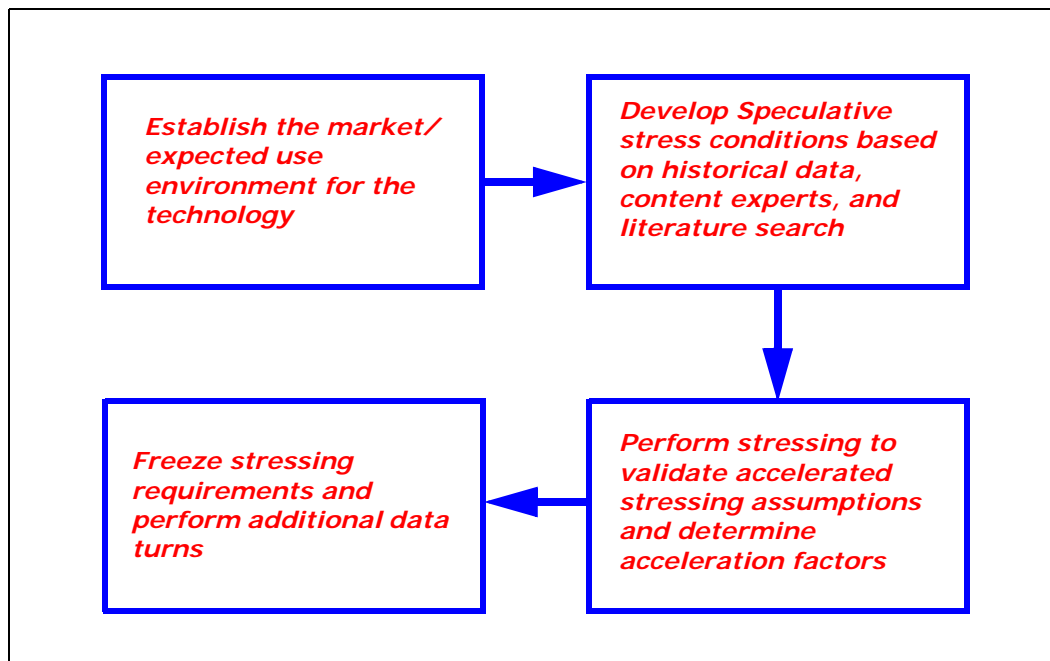 Establish the market/
expected use
environment for the
technology
Develop Speculative
stress conditions based
on historical data,
content experts, and
literature search
Perform stressing to
validate accelerated
stressing assumptions
and determine
acceleration factors
Freeze stressing
requirements and
perform additional data
turns